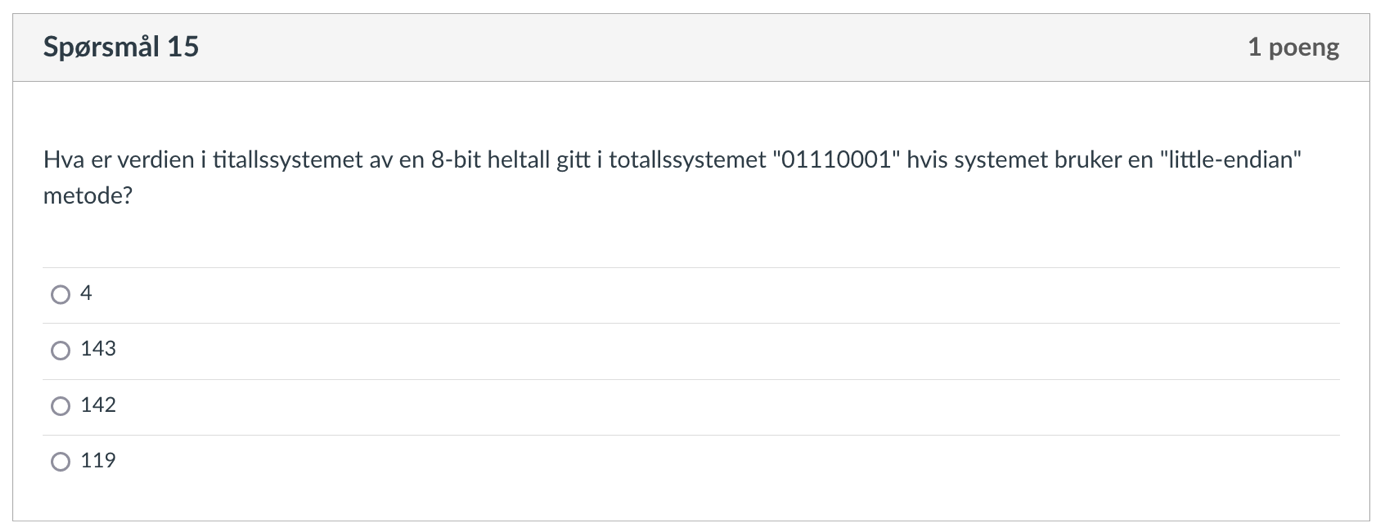 Spørsmål 15
1 poeng
Hva er verdien i titallssystemet av en 8-bit heltall gitt i totallssystemet "01110001" hvis systemet bruker en "little-endian"
metode?
4
143
142
119